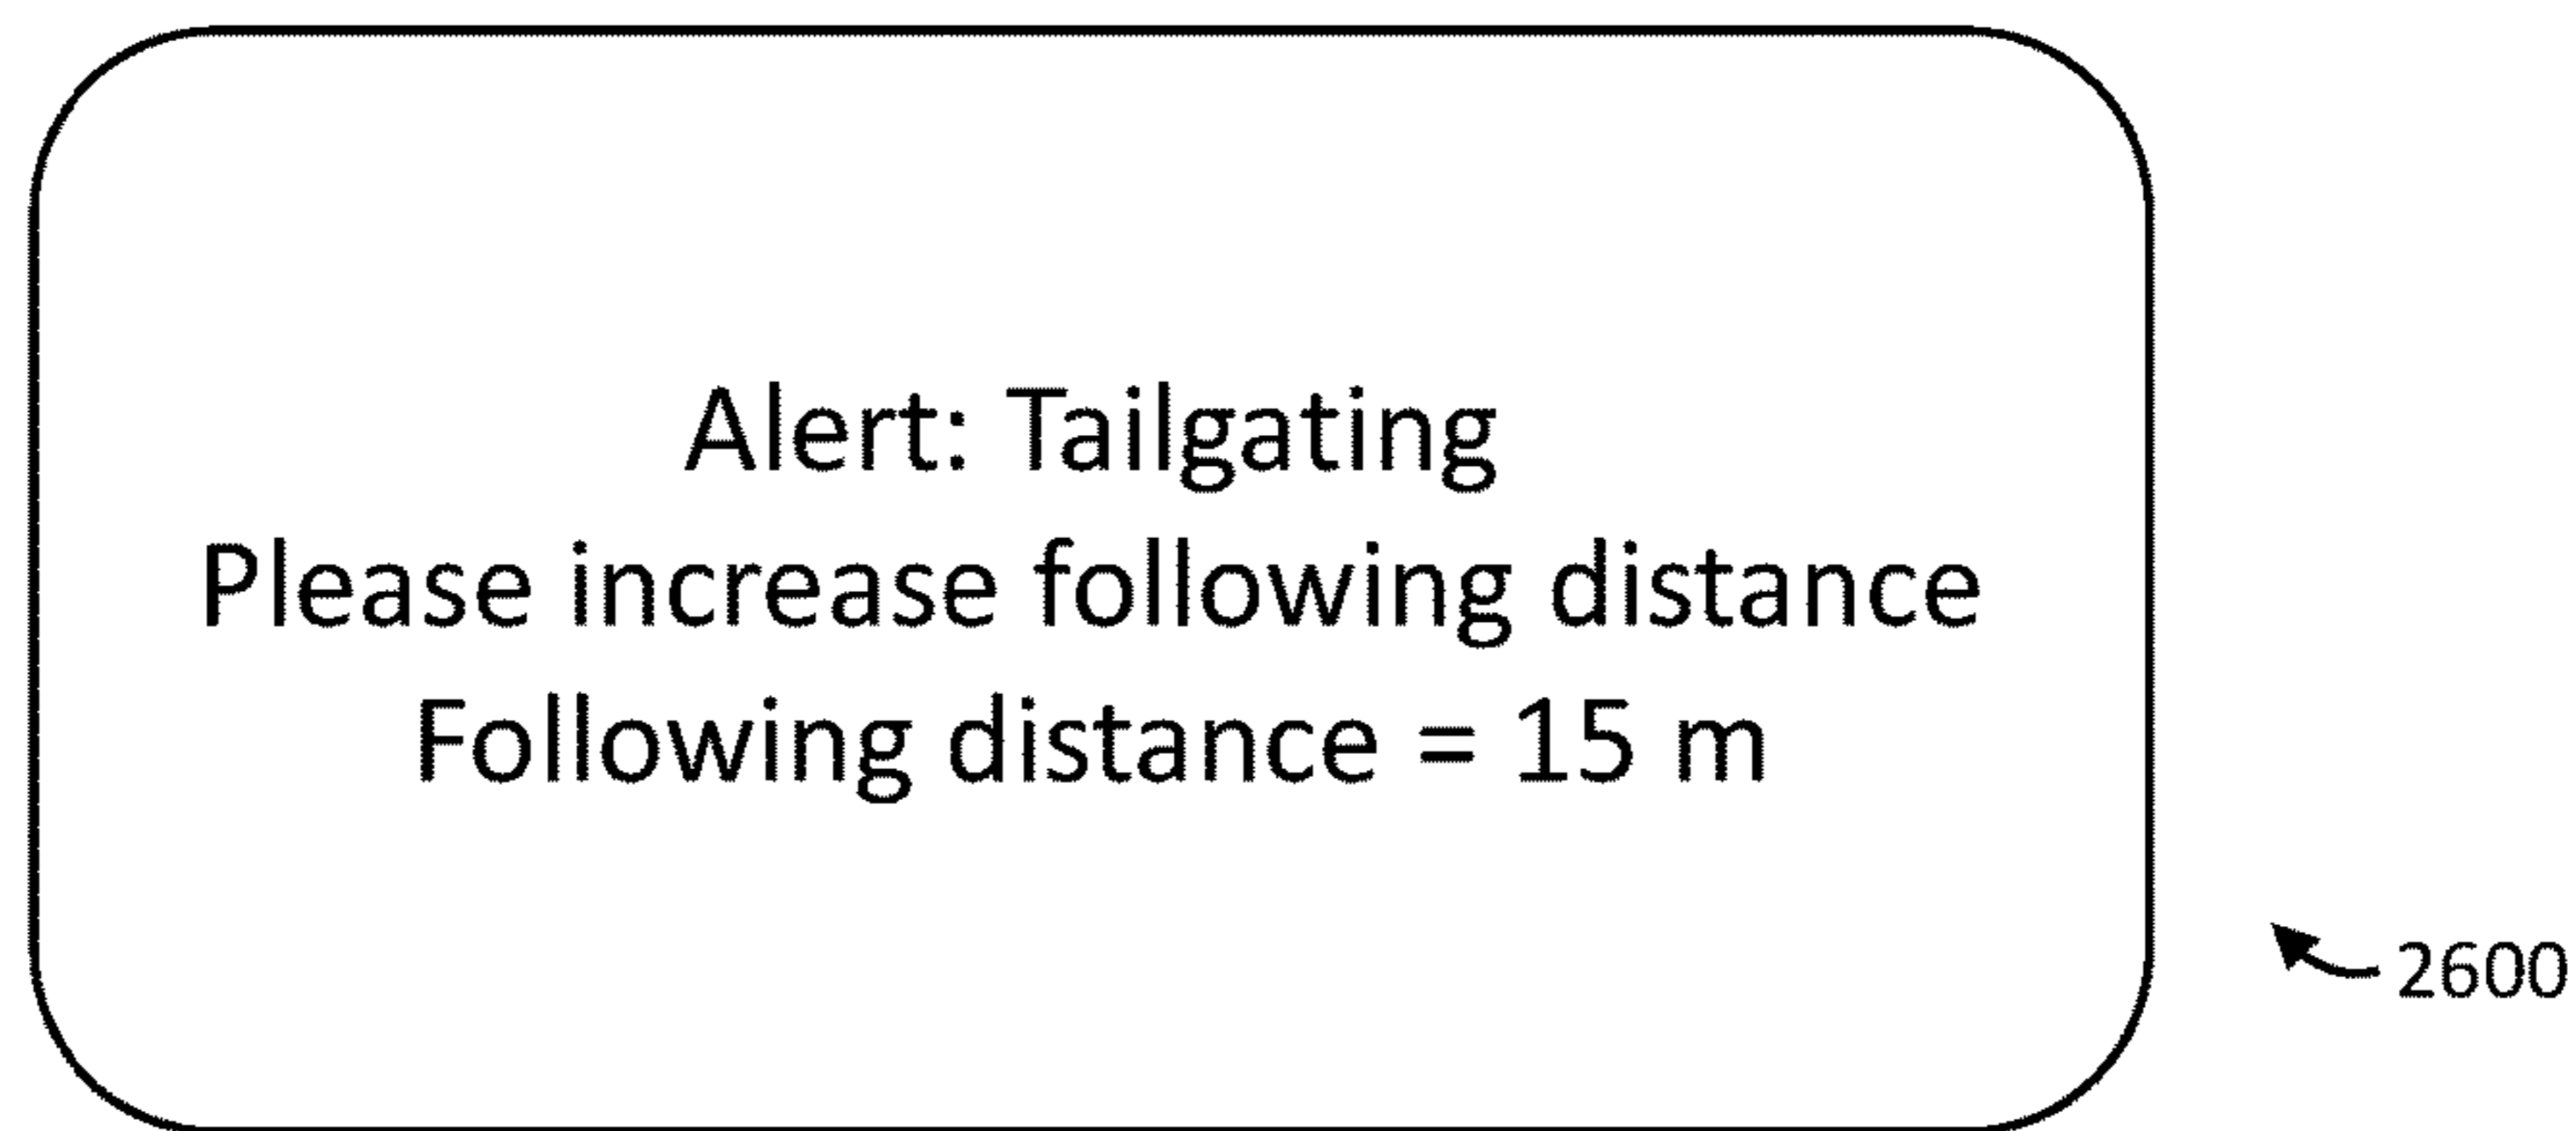 Alert: Tailgating
Please increase following distance
Following distance = 15 m
2600